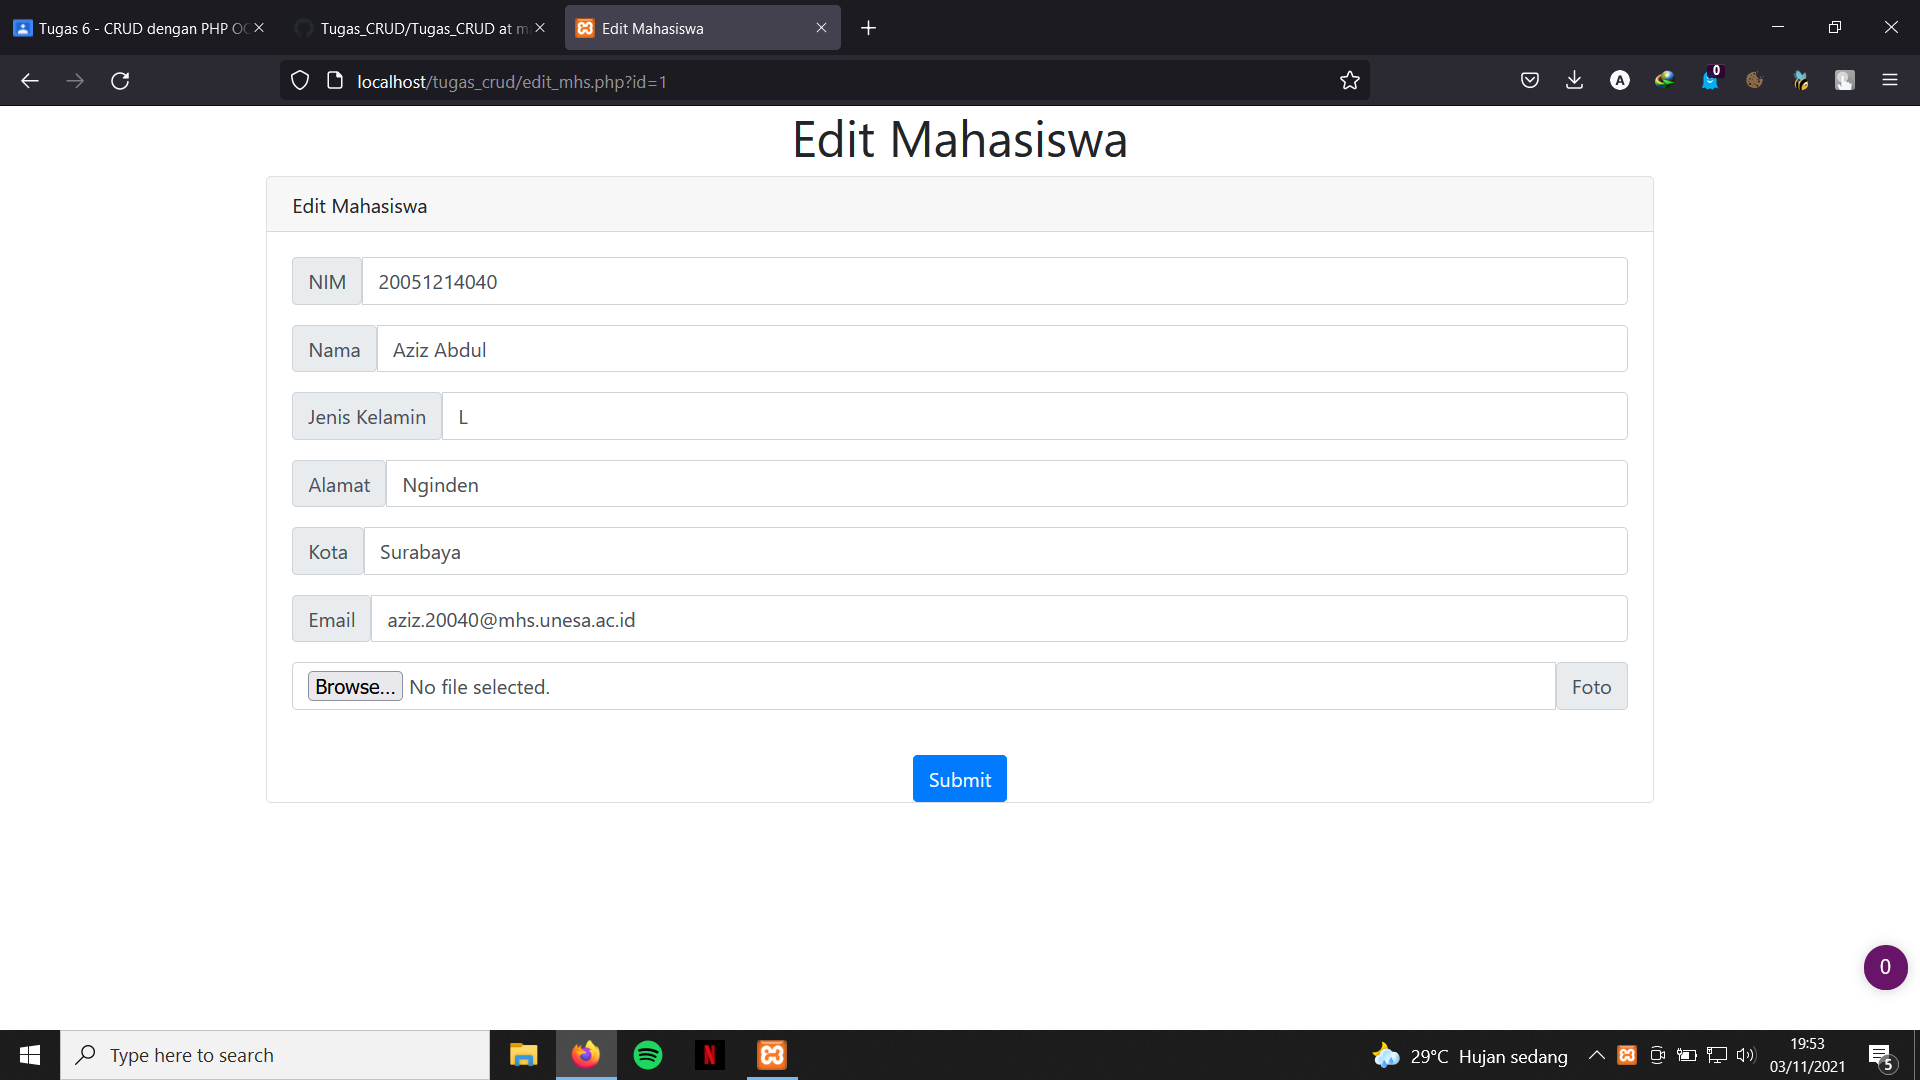 Tugas 6 - CRUD dengan PHP OO
Tugas_CRUD/Tugas_CRUD at m
Edit Mahasiswa
localhost/tugas_crud/edit_mhs.php?id=1
A
0
Edit Mahasiswa
Edit Mahasiswa
NIM 20051214040
Nama Aziz Abdul
Jenis Kelamin L
Alamat Nginden
Kota Surabaya
Email aziz.20040@mhs.unesa.ac.id
Browse... No file selected. Foto
Submit
0
Type here to search
N
29°C Hujan sedang
19:53
03/11/2021
5